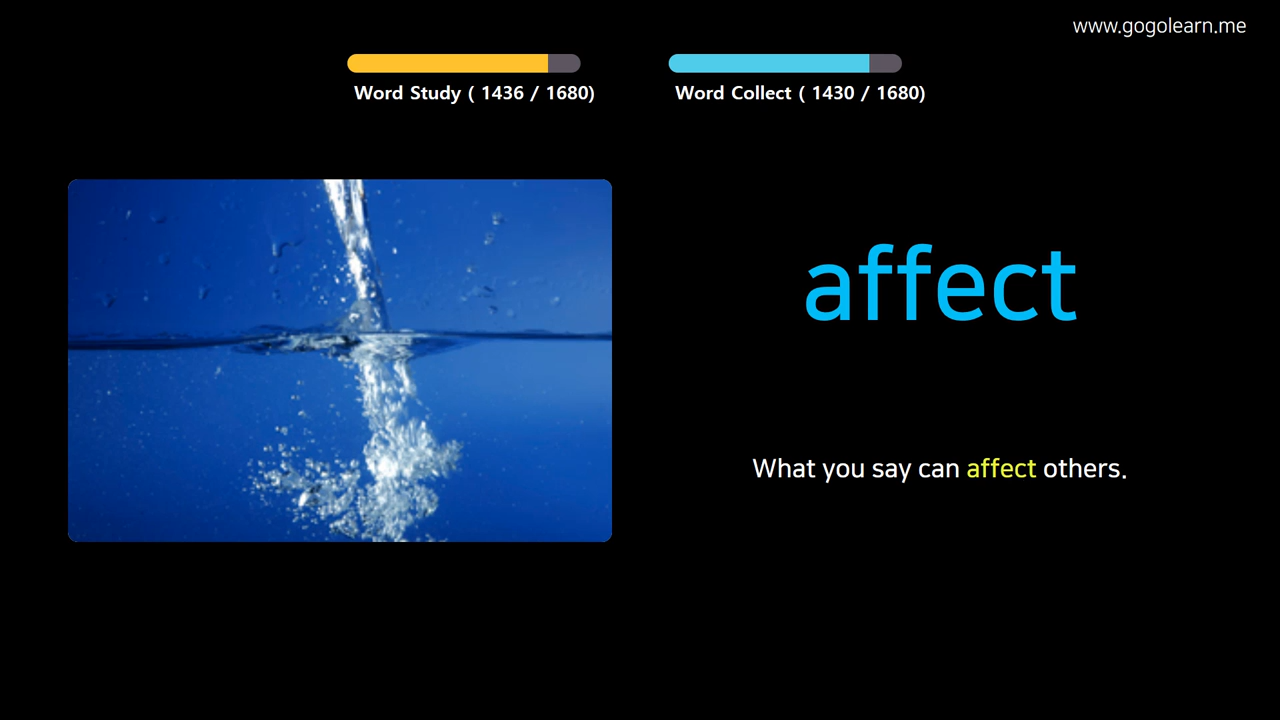 www.gogolearn.me
Word Study ( 1436 / 1680)
Word Collect ( 1430 / 1680)
affect
What you say can affect others.